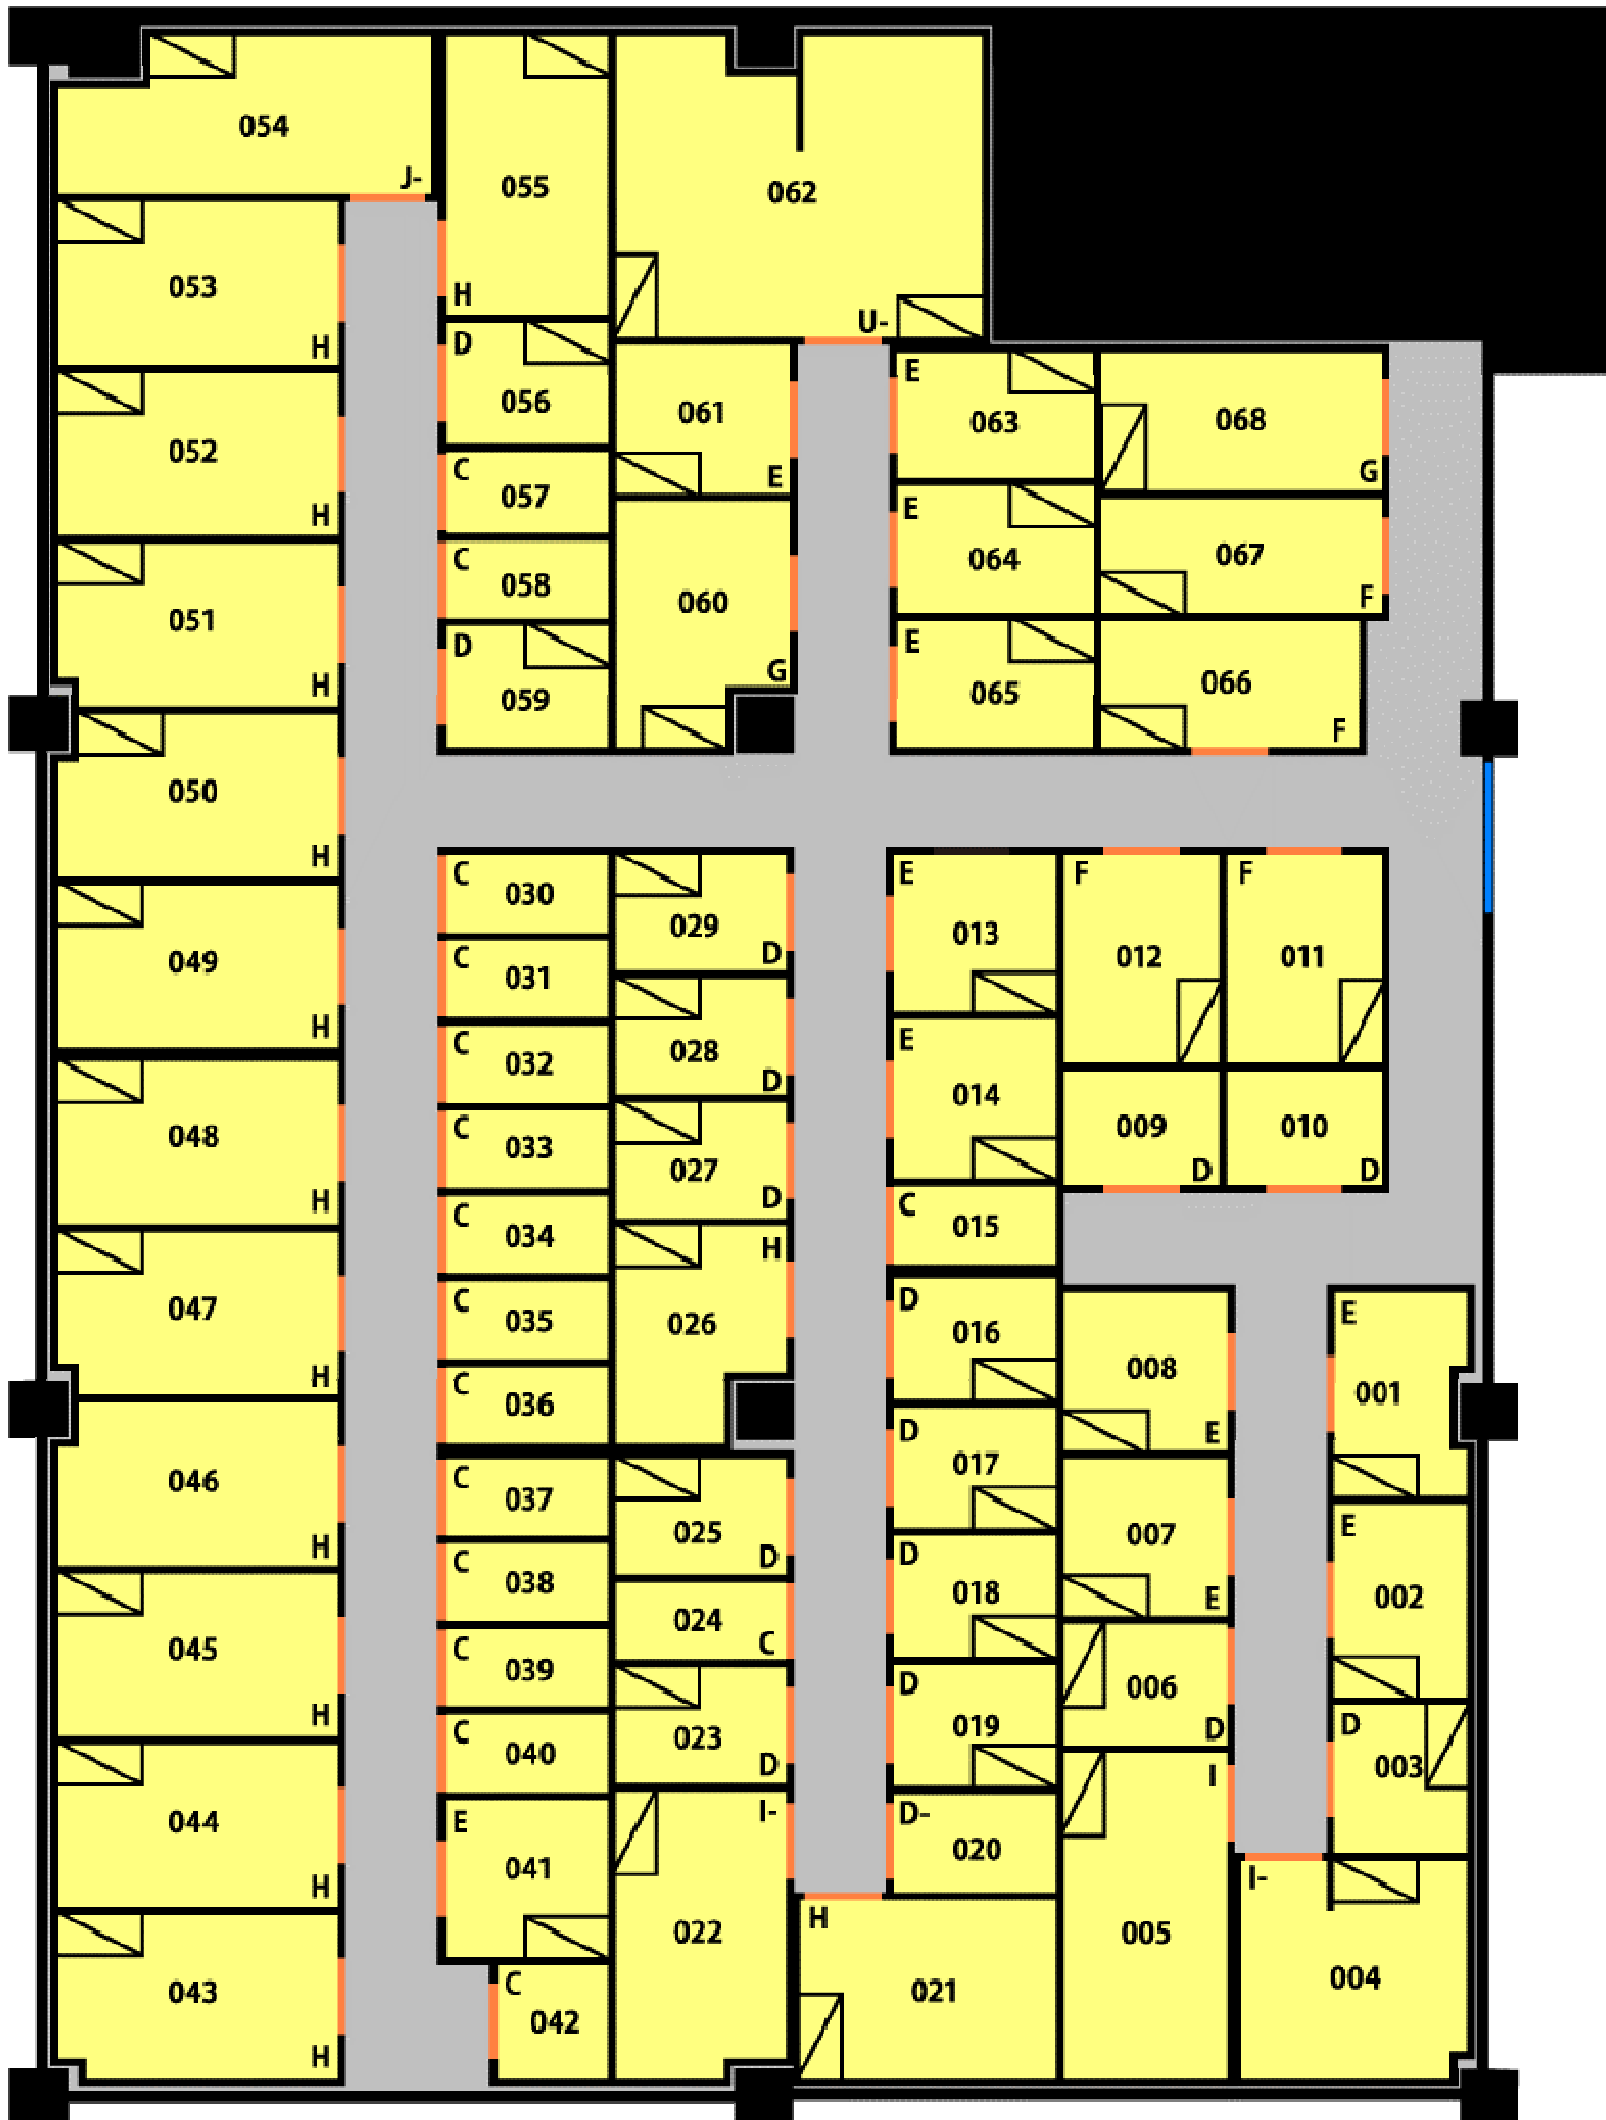 054
J-
055
H
062
U-
053
H
D
056
061
E
E
063
068
G
052
H
C
057
E
064
067
F
051
H
C
058
060
G
D
059
E
065
066
F
050
H
C
030
029
D
E
013
F
012
F
011
049
H
C
031
028
D
E
014
009
D
010
D
C
032
048
H
C
033
027
D
C
015
C
034
H
026
047
H
C
035
D
016
008
E
E
001
C
036
D
017
046
H
C
037
025
D
007
E
E
002
C
038
D
018
024
C
045
H
C
039
006
D
D
019
023
D
D
003
C
040
I-
I
044
H
E
041
D-
020
I-
022
H
021
005
004
043
H
C
042